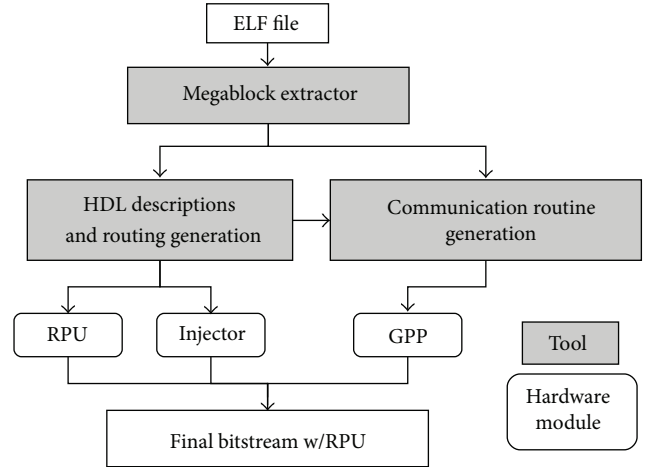 ELF file
Megablock extractor
HDL descriptions
and routing generation
Communication routine
generation
RPU
Injector
GPP
Tool
Hardware
module
Final bitstream w/RPU